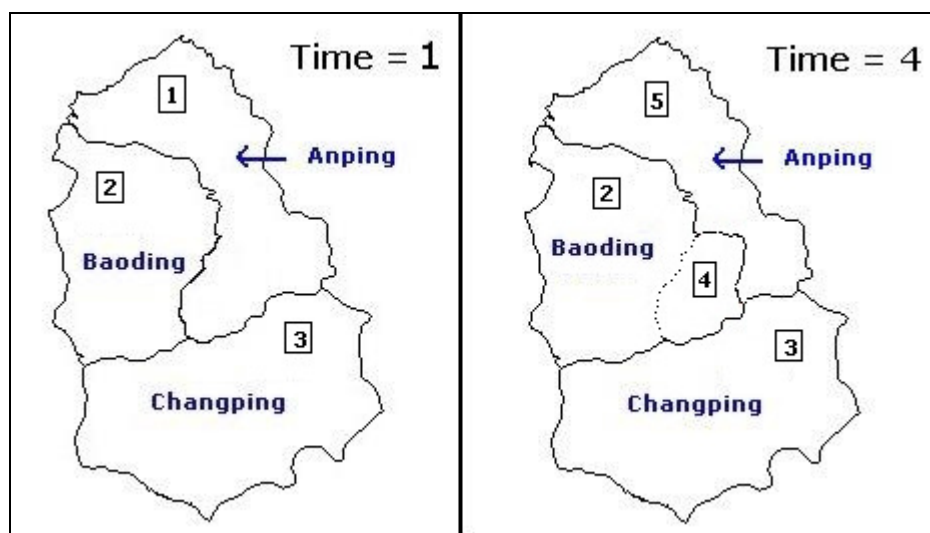 Time = 1
1
Anping
2
Baoding
3
Changping
Time = 4
5
Anping
2
Baoding
4
3
Changping